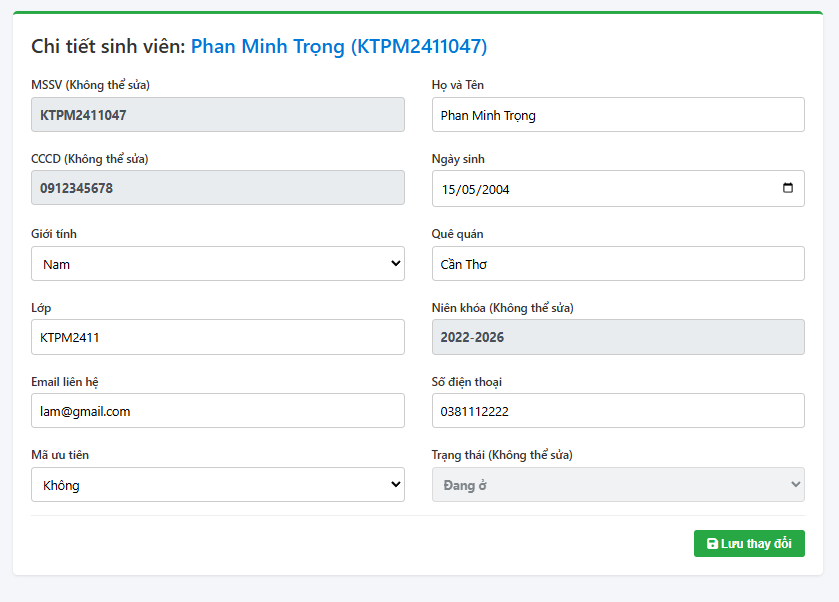 Chi tiết sinh viên: Phan Minh Trọng (KTPM2411047)
MSSV (Không thể sửa)
KTPM2411047
Họ và Tên
Phan Minh Trọng
CCCD (Không thể sửa)
0912345678
Ngày sinh
15/05/2004
Giới tính
Nam
Quê quán
Cần Thơ
Lớp
KTPM2411
Niên khóa (Không thể sửa)
2022-2026
Email liên hệ
lam@gmail.com
Số điện thoại
0381112222
Mã ưu tiên
Không
Trạng thái (Không thể sửa)
Đang ở
Lưu thay đổi